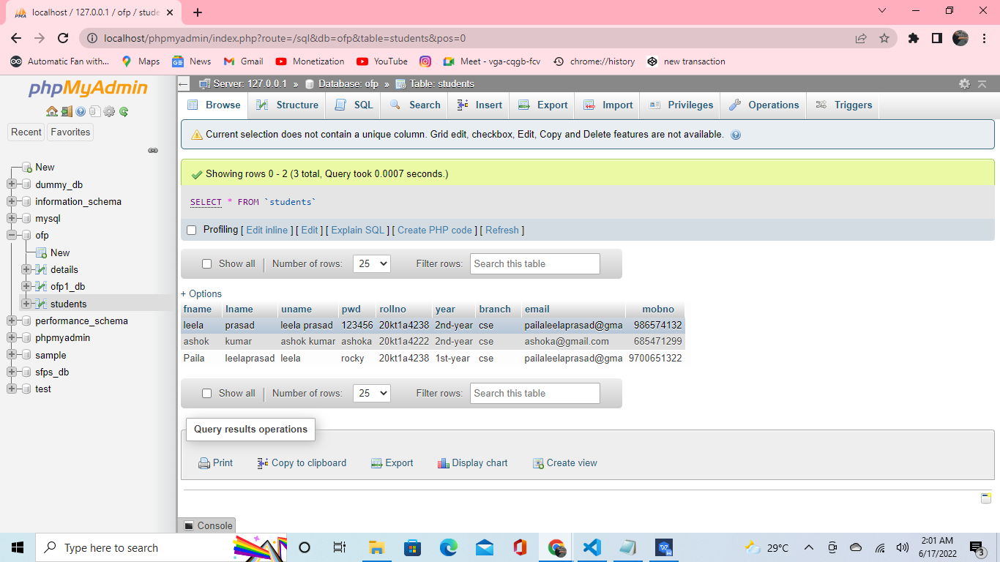 localhost / 127.0.0.1 / ofp / stude
localhost/phpmyadmin/index.php?route=/sql&db=ofp&table=students&pos=0
Automatic Fan with... Maps News Gmail Monetization YouTube Meet - vga-cqgb-fcv chrome://history new transaction
phpMyAdmin
Recent Favorites
New
dummy_db
information_schema
mysql
ofp
New
details
ofp1_db
students
performance_schema
phpmyadmin
sample
sfps_db
test
Server: 127.0.0.1 » Database: ofp » Table: students
Browse Structure SQL Search Insert Export Import Privileges Operations Triggers
Current selection does not contain a unique column. Grid edit, checkbox, Edit, Copy and Delete features are not available.
Showing rows 0 - 2 (3 total, Query took 0.0007 seconds.)
SELECT * FROM `students`
Profiling [ Edit inline ] [ Edit ] [ Explain SQL ] [ Create PHP code ] [ Refresh ]
Show all | Number of rows: 25 Filter rows: Search this table
+ Options
fname lname uname pwd rollno year branch email mobno
leela prasad leela prasad 123456 20kt1a4238 2nd-year cse pailaleelaprasad@gma 986574132
ashok kumar ashok kumar ashoka 20kt1a4222 2nd-year cse ashoka@gmail.com 685471299
Paila leelaprasad leela rocky 20kt1a4238 1st-year cse pailaleelaprasad@gma 9700651322
Show all | Number of rows: 25 Filter rows: Search this table
Query results operations
Print Copy to clipboard Export Display chart Create view
Console
Type here to search
29°C
2:01 AM
6/17/2022
3